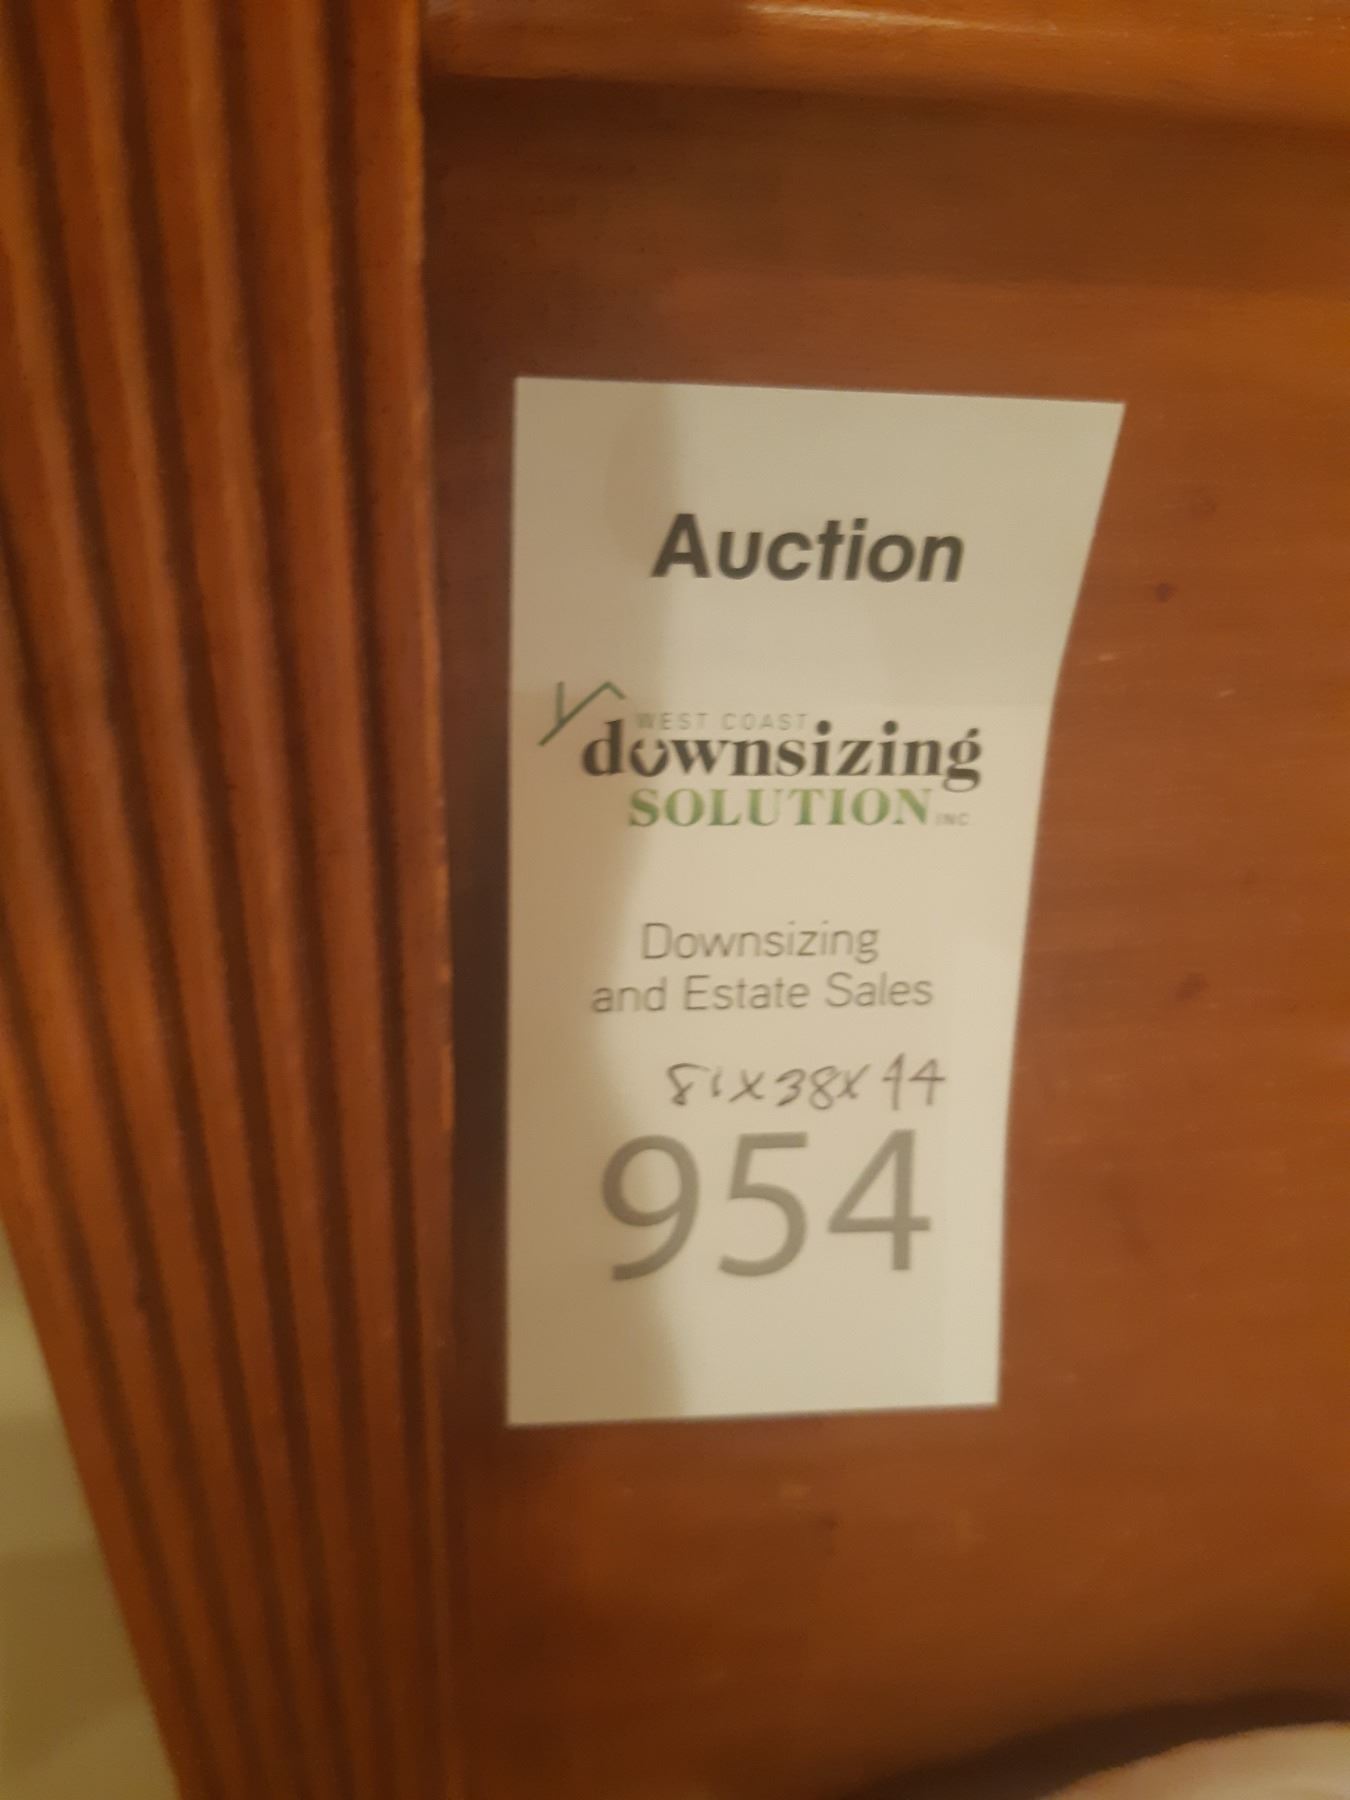 Auction
WEST COAST
downsizing
SOLUTION INC.
Downsizing
and Estate Sales
81x38x44
954